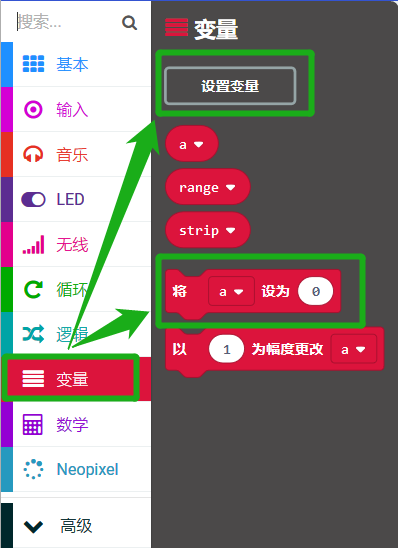 搜索...
基本
输入
音乐
LED
无线
循环
逻辑
变量
数学
Neopixel
高级
变量
设置变量
a
range
strip
将 a 设为 0
以 1 为幅度更改 a